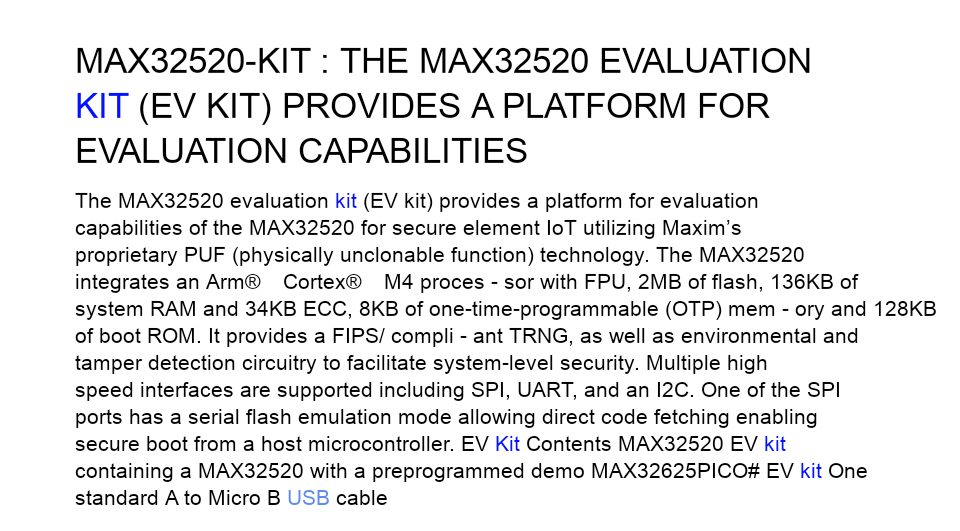 MAX32520-KIT : THE MAX32520 EVALUATION
KIT (EV KIT) PROVIDES A PLATFORM FOR
EVALUATION CAPABILITIES
The MAX32520 evaluation kit (EV kit) provides a platform for evaluation
capabilities of the MAX32520 for secure element IoT utilizing Maxim’s
proprietary PUF (physically unclonable function) technology. The MAX32520
integrates an Arm® Cortex® M4 proces - sor with FPU, 2MB of flash, 136KB of
system RAM and 34KB ECC, 8KB of one-time-programmable (OTP) mem - ory and 128KB
of boot ROM. It provides a FIPS/ compli - ant TRNG, as well as environmental and
tamper detection circuitry to facilitate system-level security. Multiple high
speed interfaces are supported including SPI, UART, and an I2C. One of the SPI
ports has a serial flash emulation mode allowing direct code fetching enabling
secure boot from a host microcontroller. EV Kit Contents MAX32520 EV kit
containing a MAX32520 with a preprogrammed demo MAX32625PICO# EV kit One
standard A to Micro B USB cable